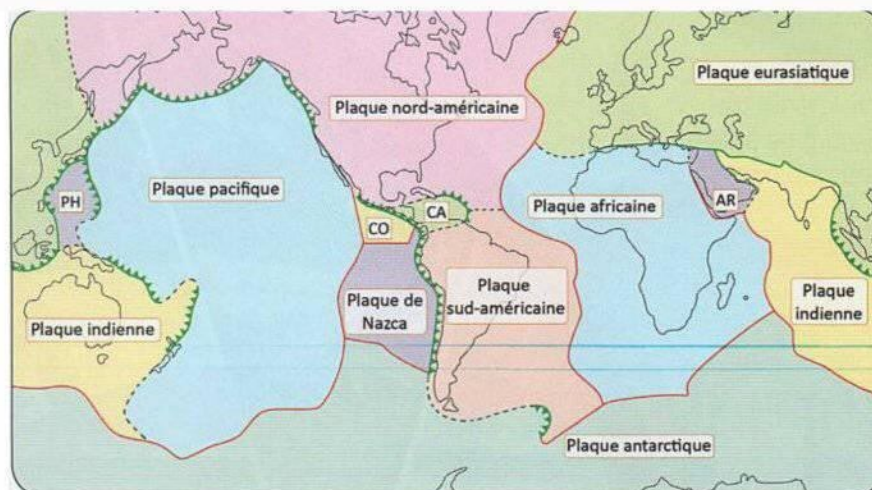 Plaque eurasiatique
Plaque nord-américaine
Plaque pacifique
PH
CA
CO
Plaque africaine
AR
Plaque de
Nazca
Plaque
sud-américaine
Plaque indienne
Plaque
indienne
Plaque antarctique